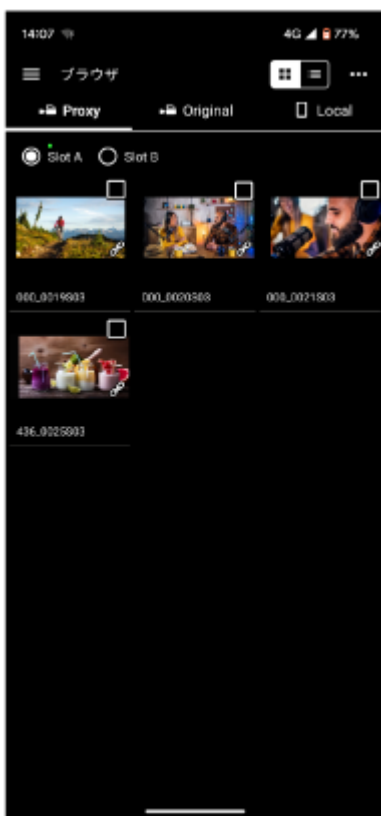 14:07
4G 77%
ブラウザ
Proxy Original Local
Slot A Slot B
000_0019S03 000_0020S03 000_0021S03
436_0025S03